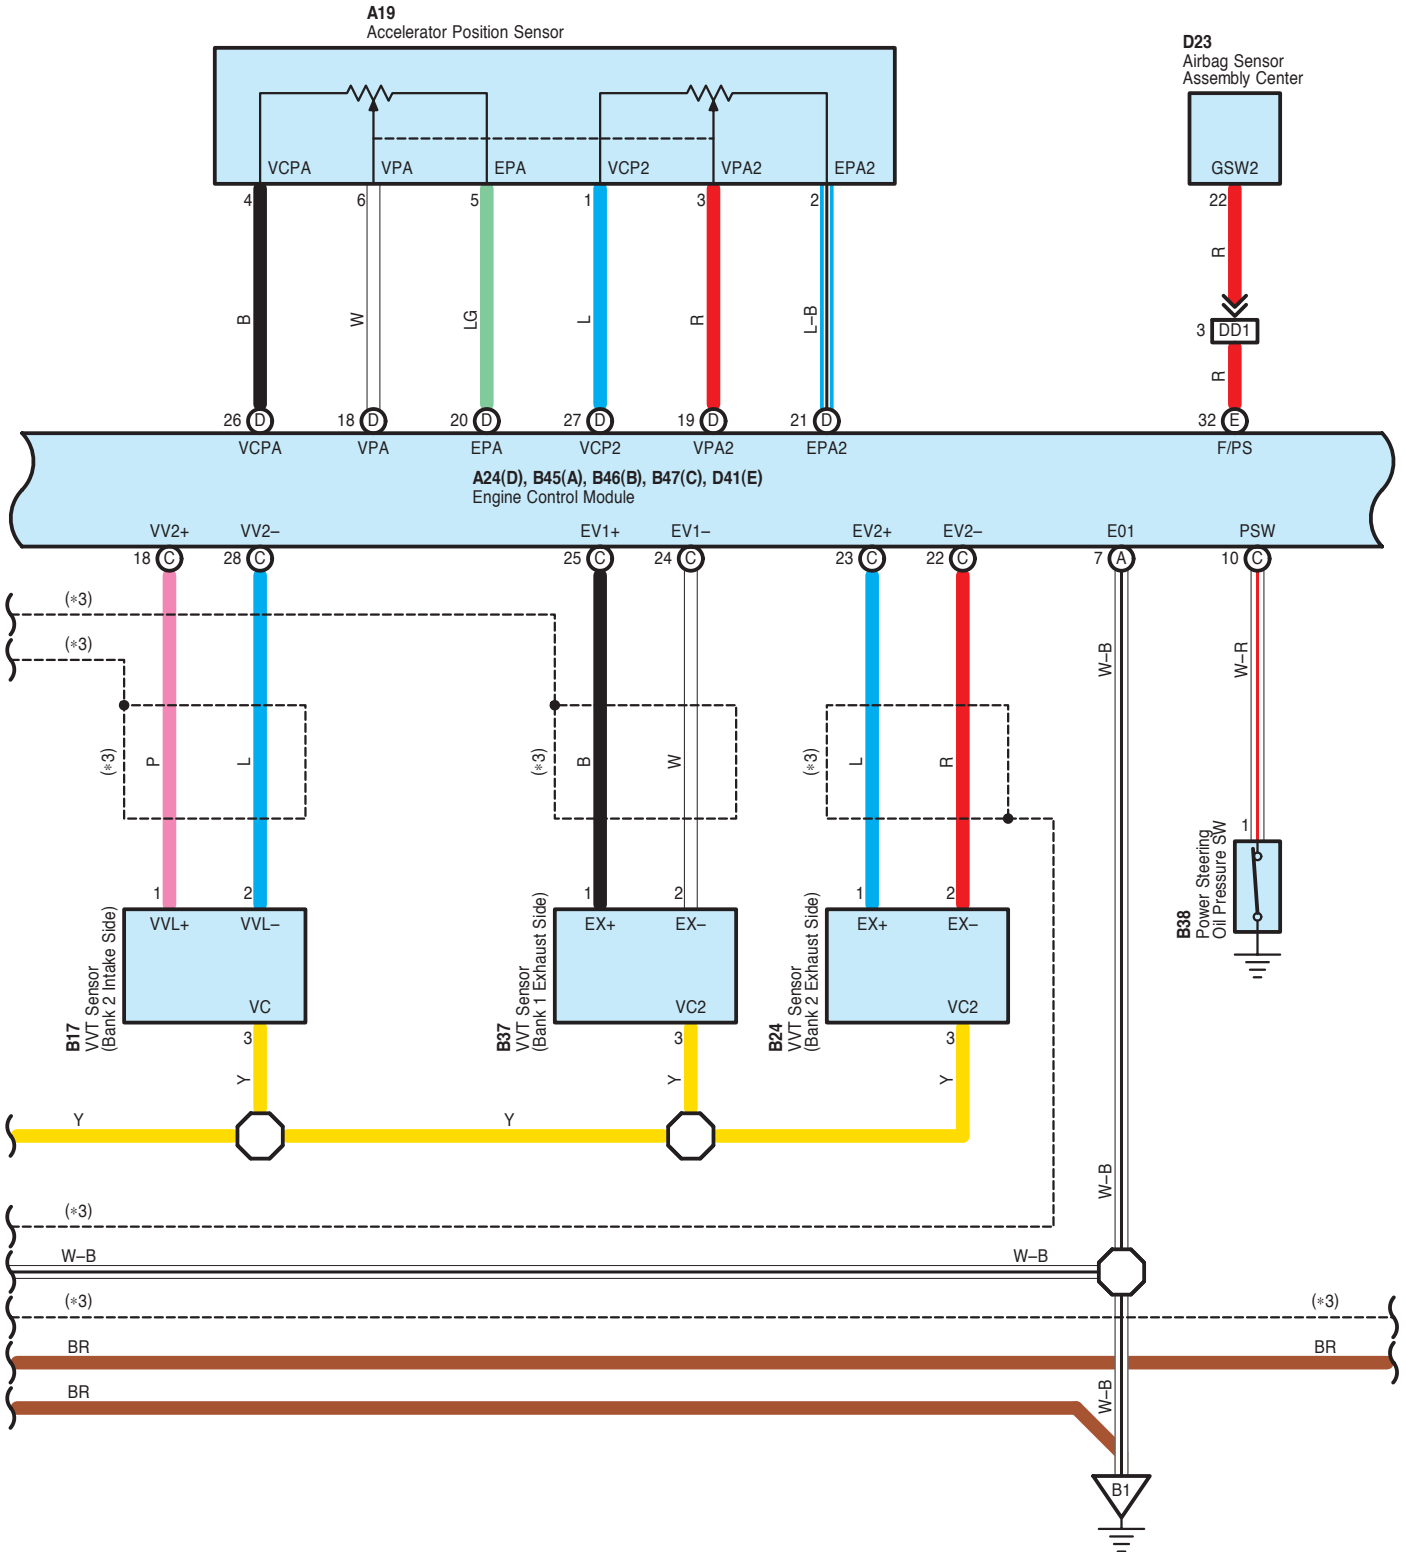 A19
Accelerator Position Sensor
D23
Airbag Sensor
Assembly Center
VCPA VPA EPA VCP2 VPA2 EPA2 GSW2
4 6 5 1 3 2 22
R
B W LG L R L–B
3 DD1
R
26 D 18 D 20 D 27 D 19 D 21 D 32 E
VCPA VPA EPA VCP2 VPA2 EPA2 F/PS
A24(D), B45(A), B46(B), B47(C), D41(E)
Engine Control Module
VV2+ VV2– EV1+ EV1– EV2+ EV2– E01 PSW
18 C 28 C 25 C 24 C 23 C 22 C 7 A 10 C
(*3)
(*3)
W–B W–R
(*3) P L (*3) B W (*3) L R
1
1 2 1 2 1 2
VVL+ VVL– EX+ EX– EX+ EX–
B38
Power Steering
Oil Pressure SW
VC VC2 VC2
B17
VVT Sensor
(Bank 2 Intake Side)
B37
VVT Sensor
(Bank 1 Exhaust Side)
B24
VVT Sensor
(Bank 2 Exhaust Side)
3 3 3
Y Y Y
Y Y
W–B
(*3)
W–B W–B
(*3) (*3)
BR BR
BR W–B
B1